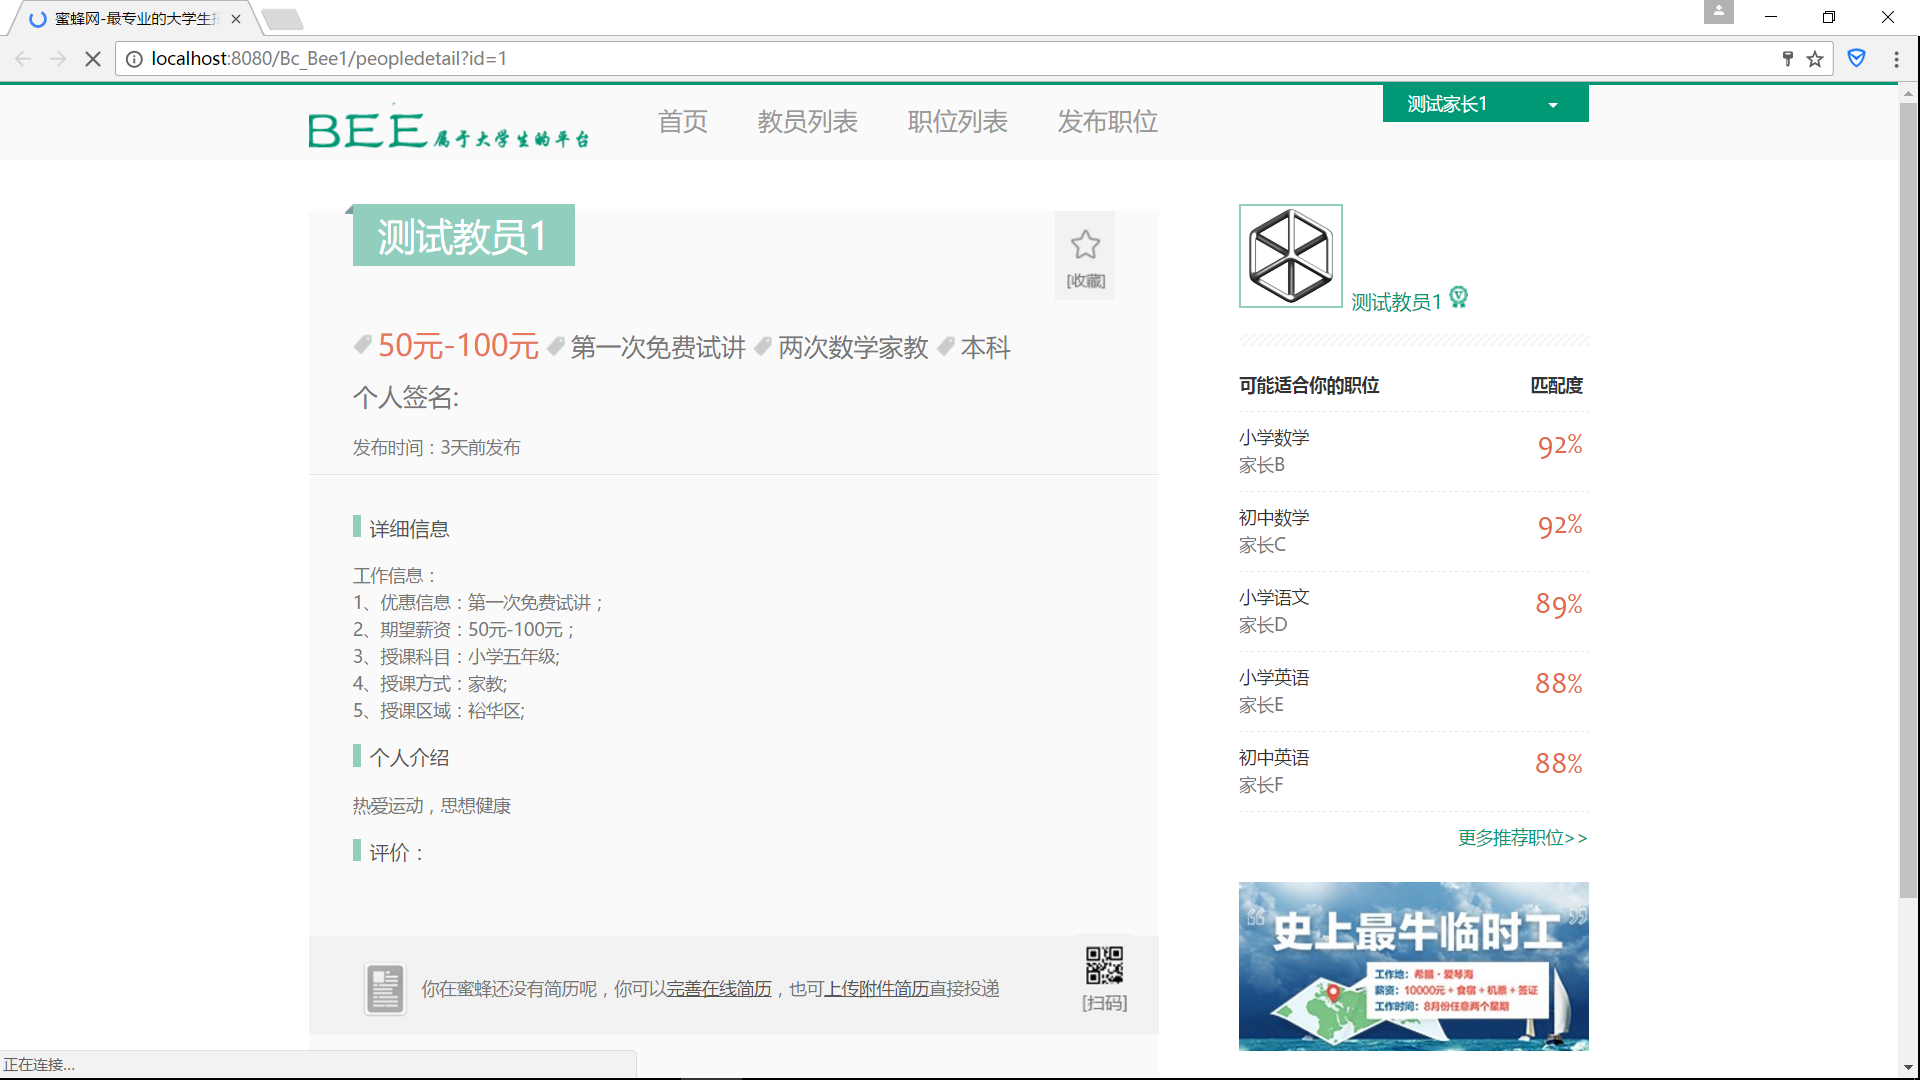 蜜蜂网-最专业的大学生招
localhost:8080/Bc_Bee1/peopledetail?id=1
BEE 属于大学生的平台
首页 教员列表 职位列表 发布职位
测试家长1
测试教员1
[收藏]
50元-100元 第一次免费试讲 两次数学家教 本科
个人签名:
发布时间：3天前发布
详细信息
工作信息：
1、优惠信息：第一次免费试讲；
2、期望薪资：50元-100元；
3、授课科目：小学五年级;
4、授课方式：家教;
5、授课区域：裕华区;
个人介绍
热爱运动，思想健康
评价：
你在蜜蜂还没有简历呢，你可以完善在线简历，也可上传附件简历直接投递
[扫码]
测试教员1
可能适合你的职位 匹配度
小学数学 92%
家长B
初中数学 92%
家长C
小学语文 89%
家长D
小学英语 88%
家长E
初中英语 88%
家长F
更多推荐职位>>
“史上最牛临时工”
工作地：希腊·爱琴海
薪资：10000元+食宿+机票+签证
工作时间：8月份任意两个星期
正在连接...